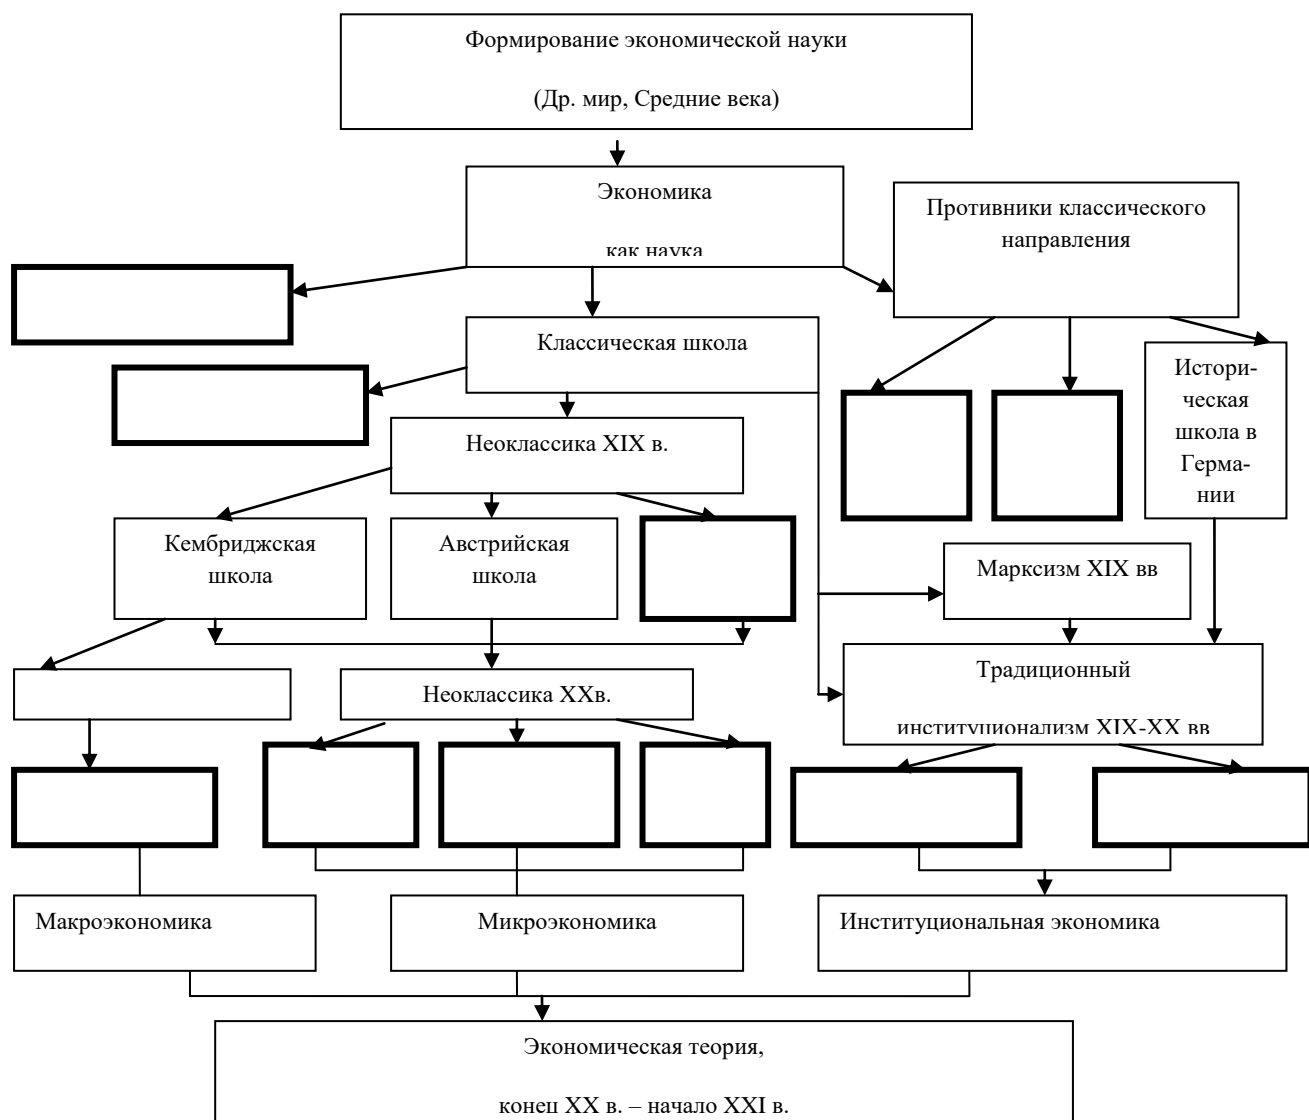 Формирование экономической науки
(Др. мир, Средние века)
Экономика
как наука
Противники классического
направления
Классическая школа
Истори-
ческая
школа в
Герма-
нии
Неоклассика XIX в.
Кембриджская
школа
Австрийская
школа
Марксизм XIX вв
Традиционный
институционализм XIX-XX вв
Неоклассика XXв.
Макроэкономика
Микроэкономика
Институциональная экономика
Экономическая теория,
конец XX в. – начало XXI в.